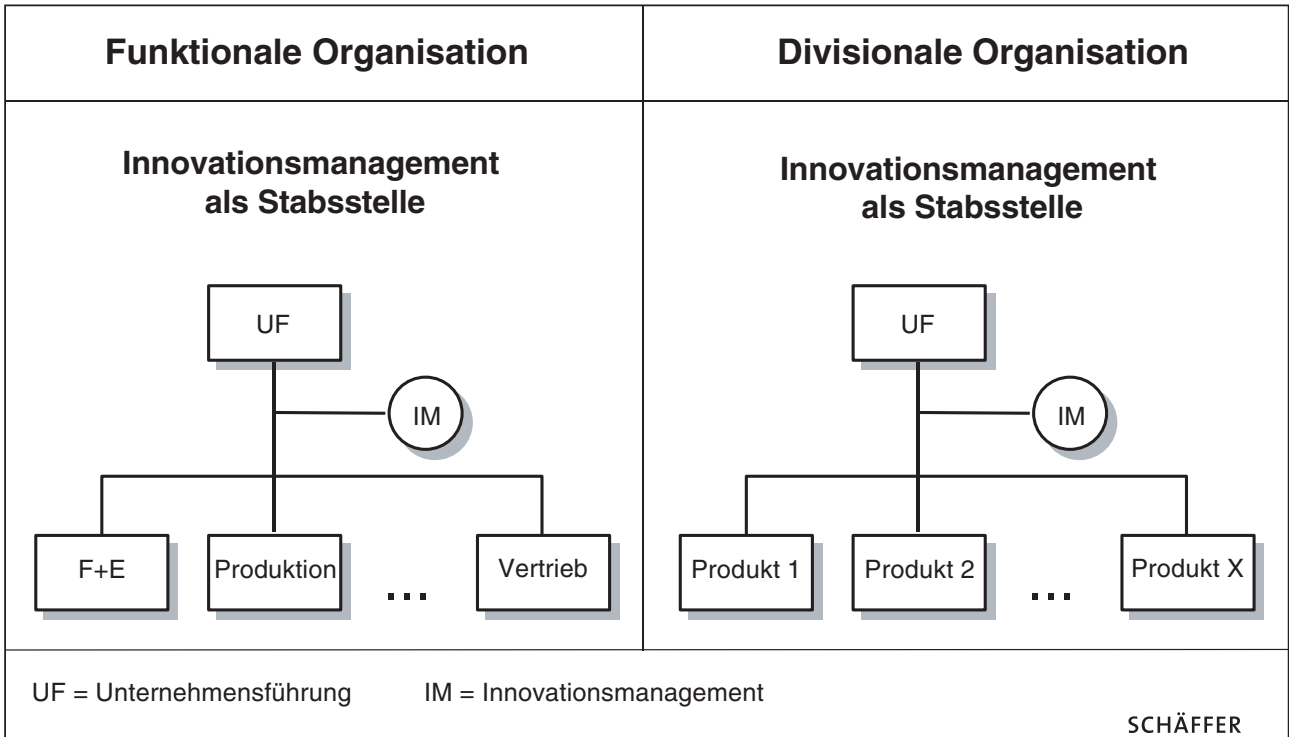 Funktionale Organisation
Divisionale Organisation
Innovationsmanagement
als Stabsstelle
UF
IM
F+E
Produktion
...
Vertrieb
Innovationsmanagement
als Stabsstelle
UF
IM
Produkt 1
Produkt 2
...
Produkt X
UF = Unternehmensführung IM = Innovationsmanagement
SCHÄFFER